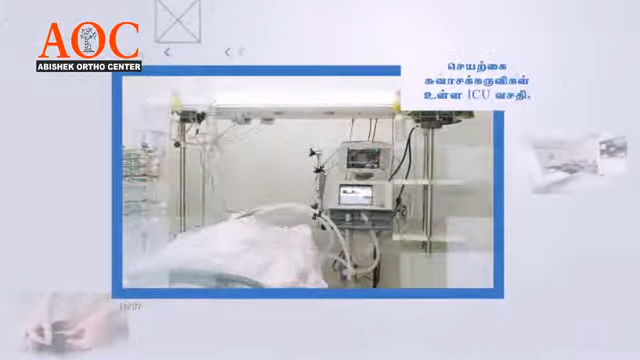 AOC
ABISHEK ORTHO CENTER
செயற்கை
சுவாசக்கருவிகள்
உள்ள ICU வசதி.